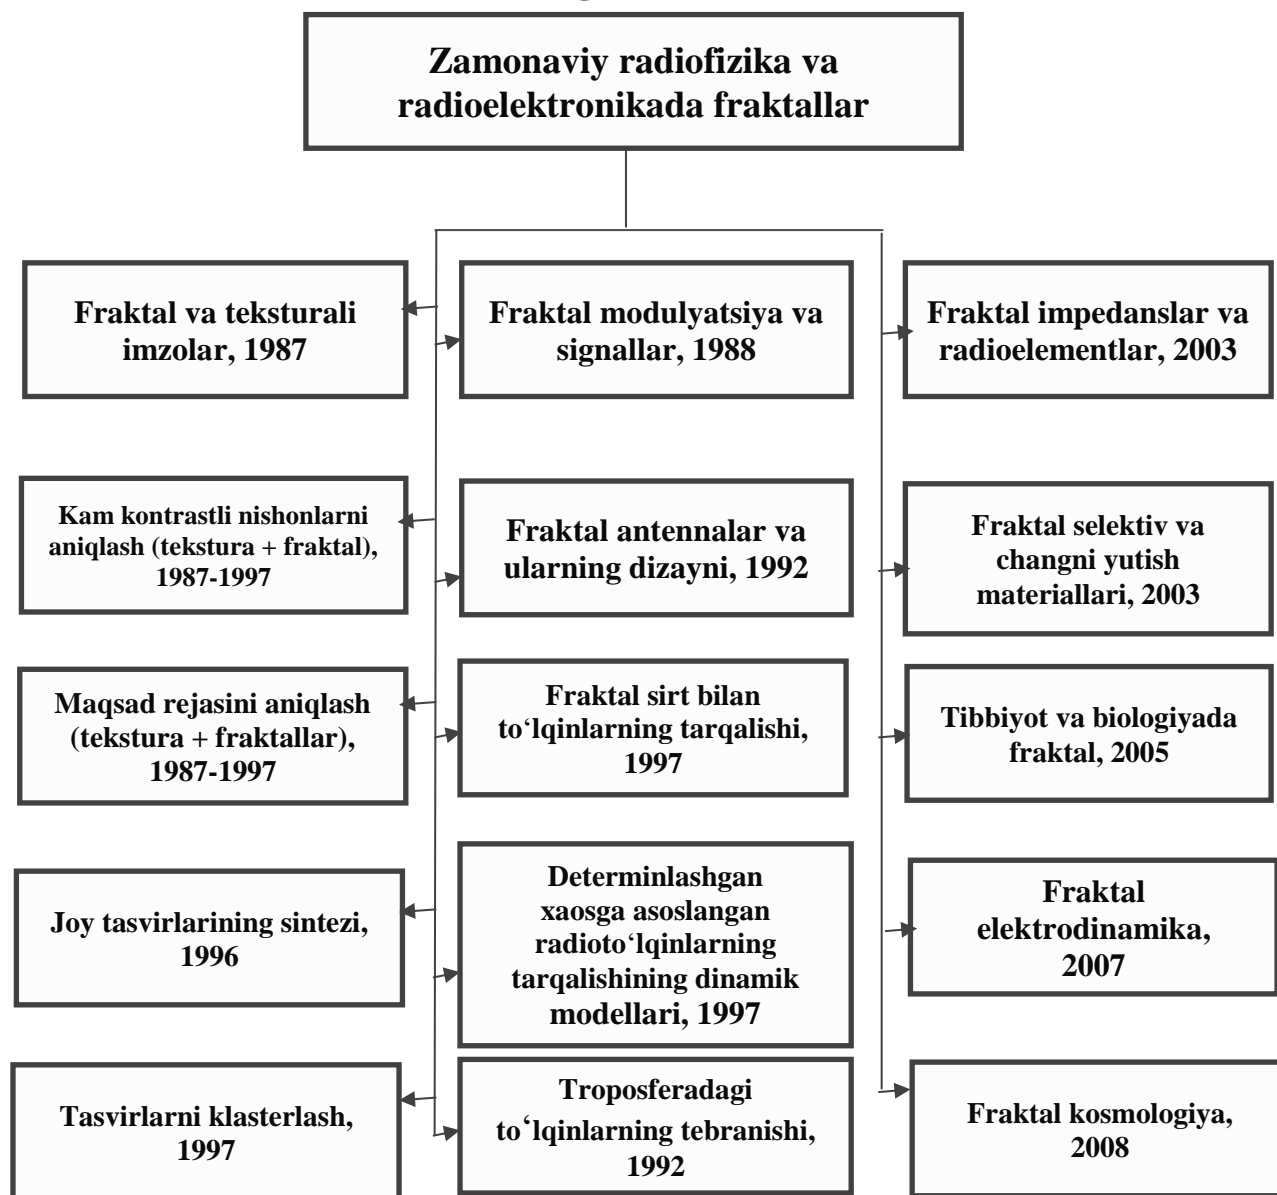 Zamonaviy radiofizika va
radioelektronikada fraktallar
Fraktal va teksturali
imzolar, 1987
Fraktal modulyatsiya va
signallar, 1988
Fraktal impedanslar va
radioelementlar, 2003
Kam kontrastli nishonlarni
aniqlash (tekstura + fraktal),
1987-1997
Fraktal antennalar va
ularning dizayni, 1992
Fraktal selektiv va
changni yutish
materiallari, 2003
Maqsad rejasini aniqlash
(tekstura + fraktallar),
1987-1997
Fraktal sirt bilan
to‘lqinlarning tarqalishi,
1997
Tibbiyot va biologiyada
fraktal, 2005
Joy tasvirlarining sintezi,
1996
Determinlashgan
xaosga asoslangan
radioto‘lqinlarning
tarqalishining dinamik
modellari, 1997
Fraktal
elektrodinamika,
2007
Tasvirlarni klasterlash,
1997
Troposferadagi
to‘lqinlarning tebranishi,
1992
Fraktal kosmologiya,
2008